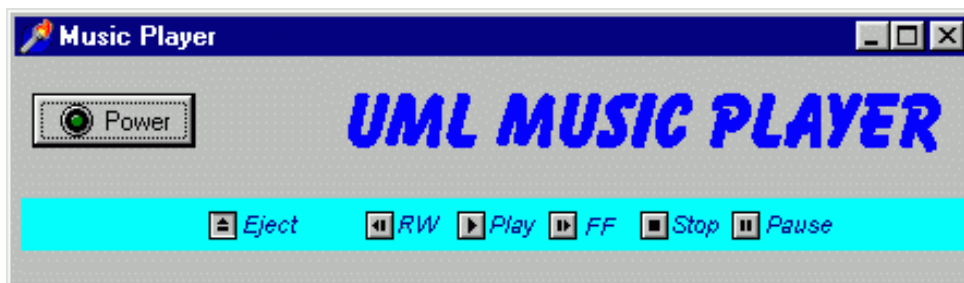 Music Player
Power
UML MUSIC PLAYER
Eject RW Play FF Stop Pause